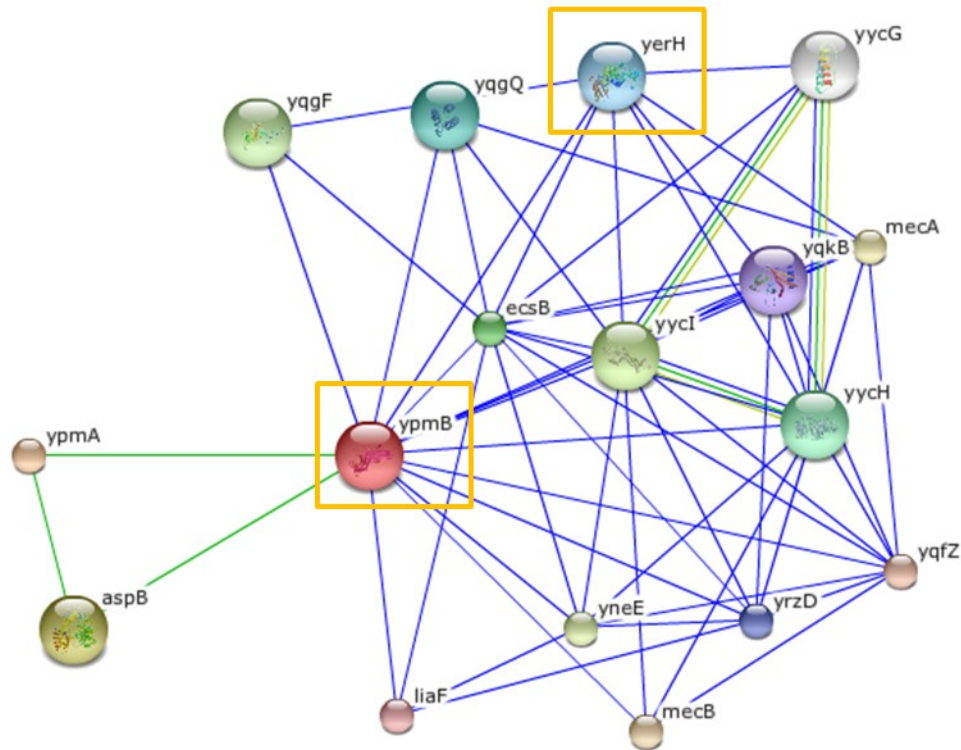 yerH
yycG
yqgQ
yqgF
mecA
yqkB
ecsB
yycI
yycH
ypmB
ypmA
yqfZ
aspB
yneE
yrzD
liaF
mecB